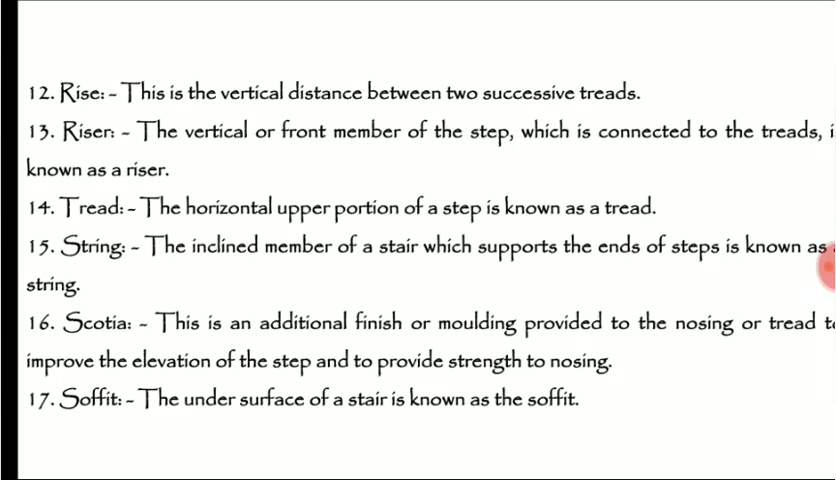 12. Rise: - This is the vertical distance between two successive treads.
13. Riser: - The vertical or front member of the step, which is connected to the treads, i
known as a riser.
14. Tread: - The horizontal upper portion of a step is known as a tread.
15. String: - The inclined member of a stair which supports the ends of steps is known as
string.
16. Scotia: - This is an additional finish or moulding provided to the nosing or tread to
improve the elevation of the step and to provide strength to nosing.
17. Soffit: - The under surface of a stair is known as the soffit.